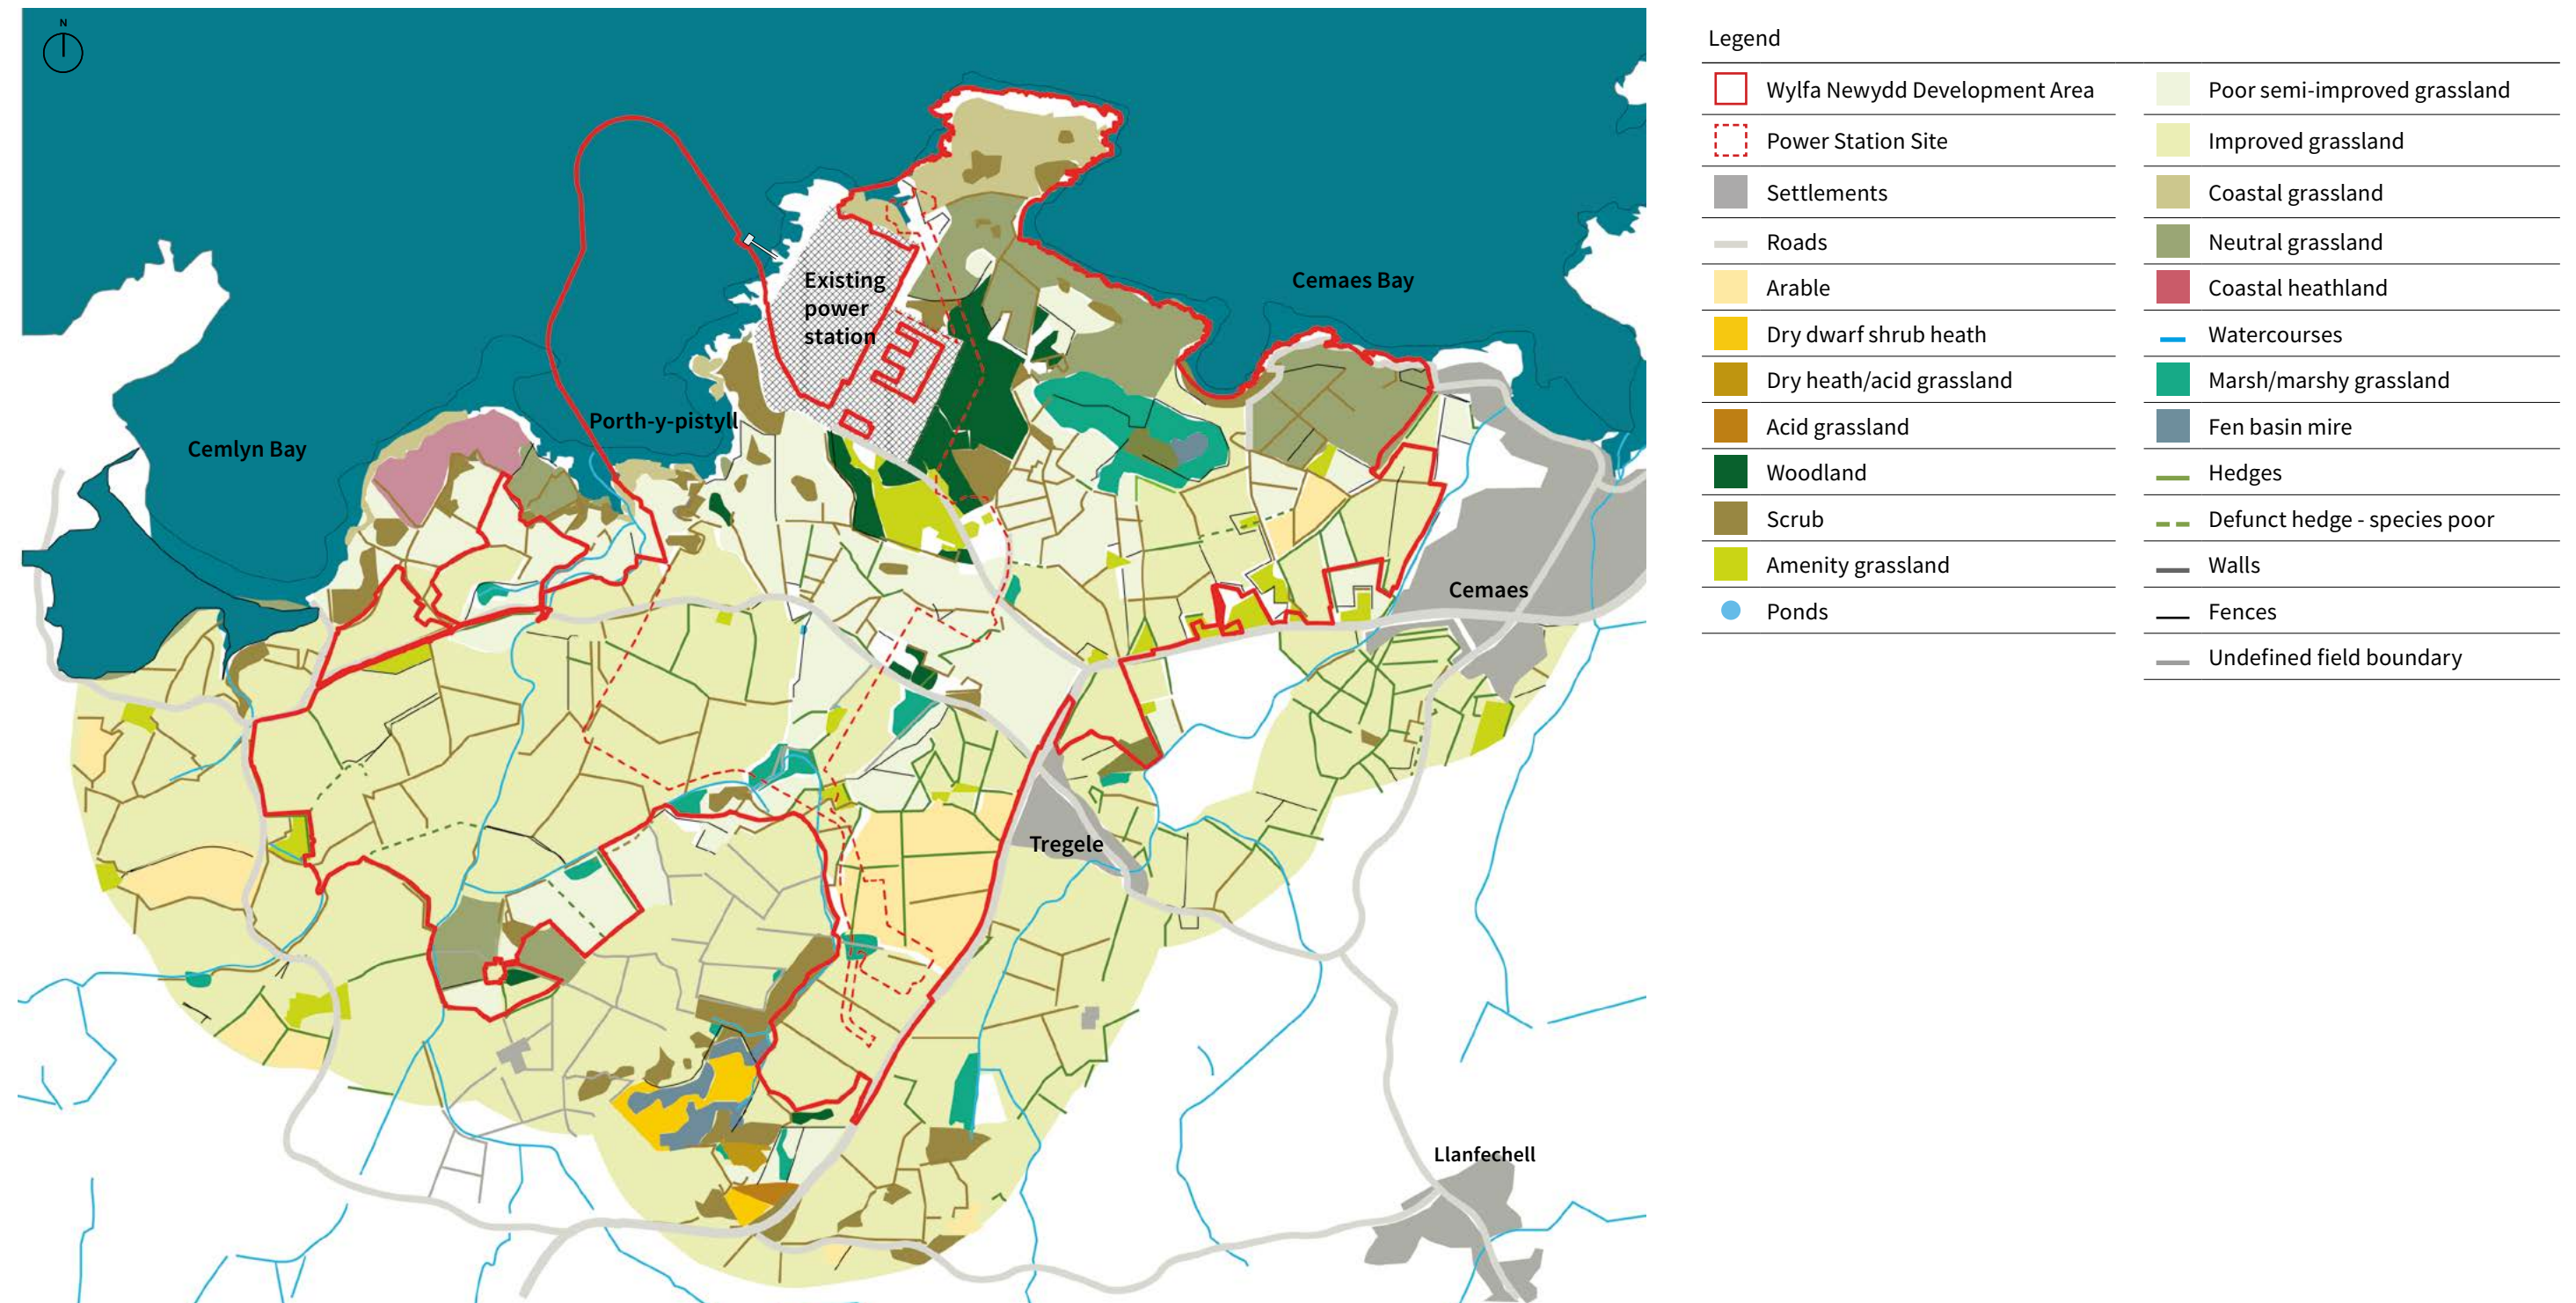 N
Existing
power
station
Cemaes Bay
Porth-y-pistyll
Cemlyn Bay
Cemaes
Tregele
Llanfechell
Legend
Wylfa Newydd Development Area
Power Station Site
Settlements
Roads
Arable
Dry dwarf shrub heath
Dry heath/acid grassland
Acid grassland
Woodland
Scrub
Amenity grassland
Ponds
Poor semi-improved grassland
Improved grassland
Coastal grassland
Neutral grassland
Coastal heathland
Watercourses
Marsh/marshy grassland
Fen basin mire
Hedges
Defunct hedge - species poor
Walls
Fences
Undefined field boundary